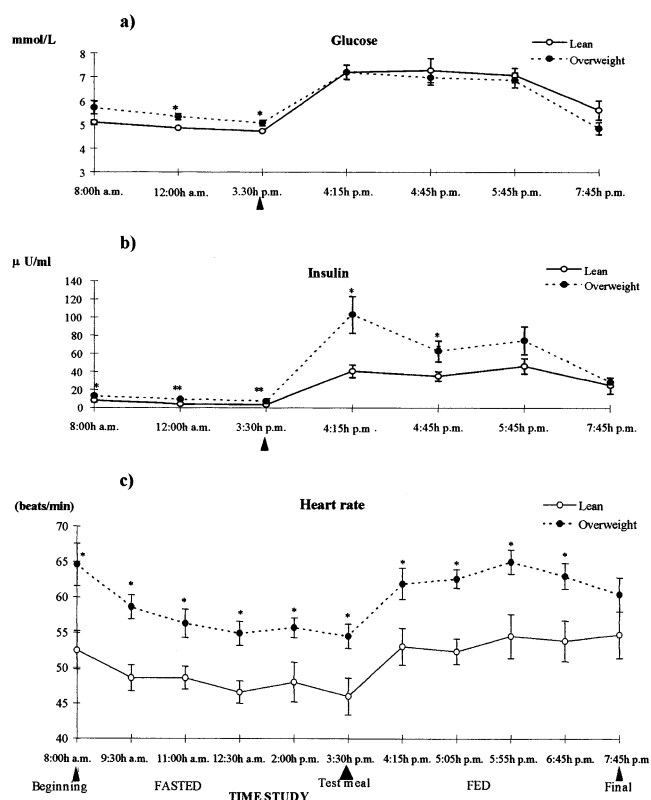 a)
mmol/L
Glucose
Lean
Overweight
8
7
6
5
4
3
*
*
8:00h a.m.
12:00h a.m.
3.30h p.m.
4:15h p.m.
4:45h p.m.
5:45h p.m.
7:45h p.m.
b)
μ U/ml
Insulin
Lean
Overweight
140
120
100
80
60
40
20
0
*
**
**
*
*
8:00h a.m.
12:00h a.m.
3:30h p.m.
4:15h p.m.
4:45h p.m.
5:45h p.m.
7:45h p.m.
c)
(beats/min)
Heart rate
Lean
Overweight
70
65
60
55
50
45
40
*
*
*
*
*
*
*
*
*
*
8:00h a.m.
9:30h a.m.
11:00h a.m.
12:30h a.m.
2:00h p.m.
3:30h p.m.
4:15h p.m.
5:05h p.m.
5:55h p.m.
6:45h p.m.
7:45h p.m.
Beginning
FASTED
Test meal
FED
Final
TIME STUDY